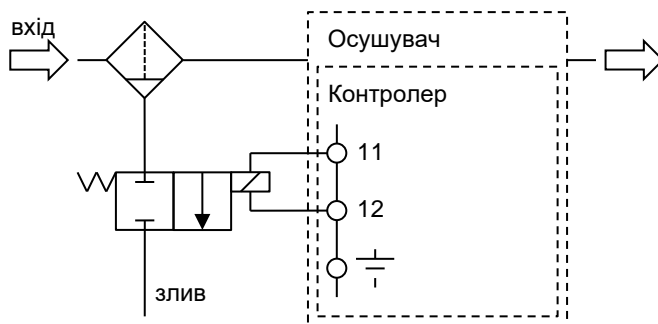 вхід
Осушувач
Контролер
11
12
злив